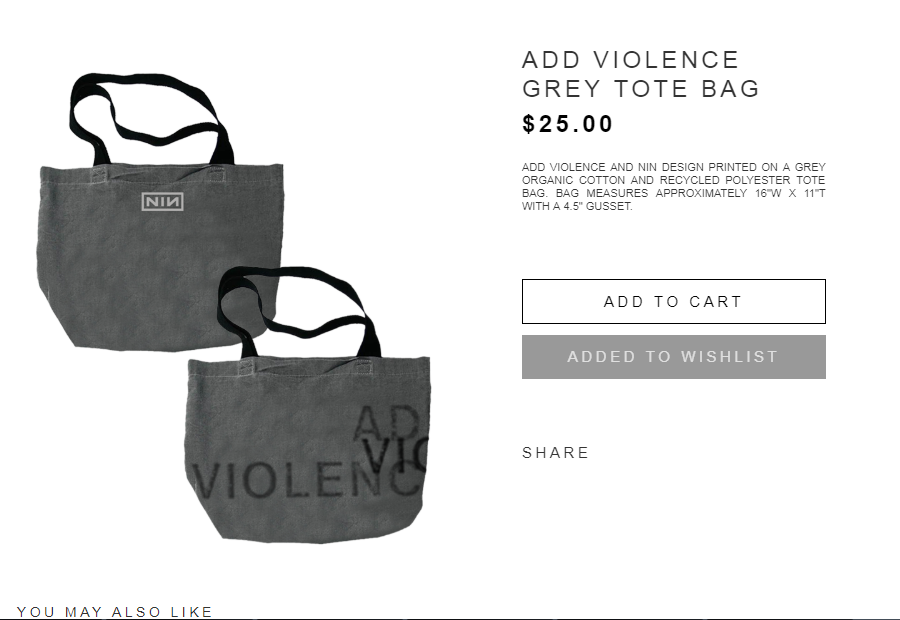 NIN
AD
VIO
VIOLENC
ADD VIOLENCE
GREY TOTE BAG
$25.00
ADD VIOLENCE AND NIN DESIGN PRINTED ON A GREY
ORGANIC COTTON AND RECYCLED POLYESTER TOTE
BAG. BAG MEASURES APPROXIMATELY 16"W X 11"T
WITH A 4.5" GUSSET.
ADD TO CART
ADDED TO WISHLIST
SHARE
YOU MAY ALSO LIKE